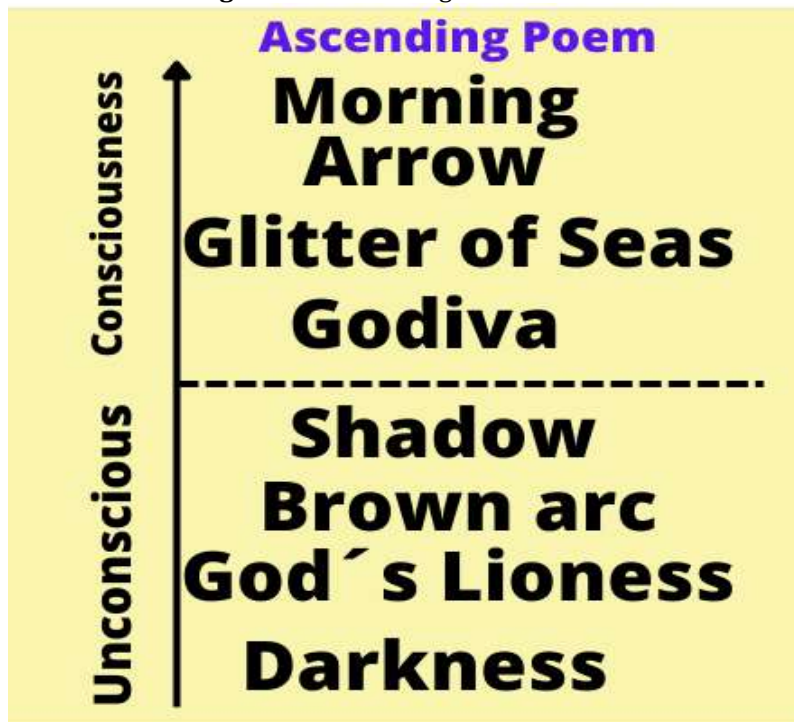 Ascending Poem
Morning
Arrow
Glitter of Seas
Godiva
Shadow
Brown arc
God´s Lioness
Darkness
Consciousness
Unconscious